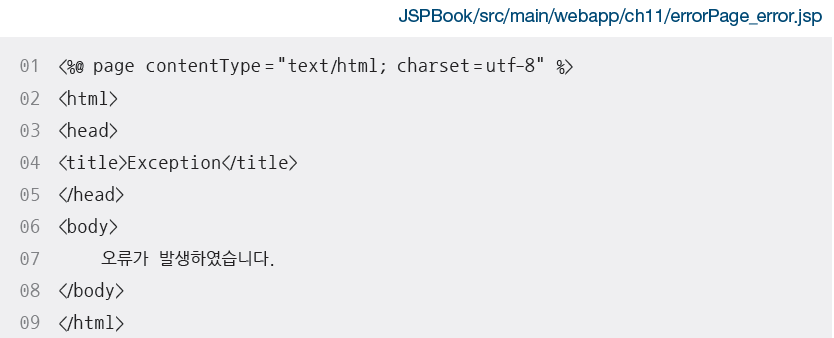 JSPBook/src/main/webapp/ch11/errorPage_error.jsp
01 <%@ page contentType="text/html; charset=utf-8" %>
02 <html>
03 <head>
04 <title>Exception</title>
05 </head>
06 <body>
07     오류가 발생하였습니다.
08 </body>
09 </html>